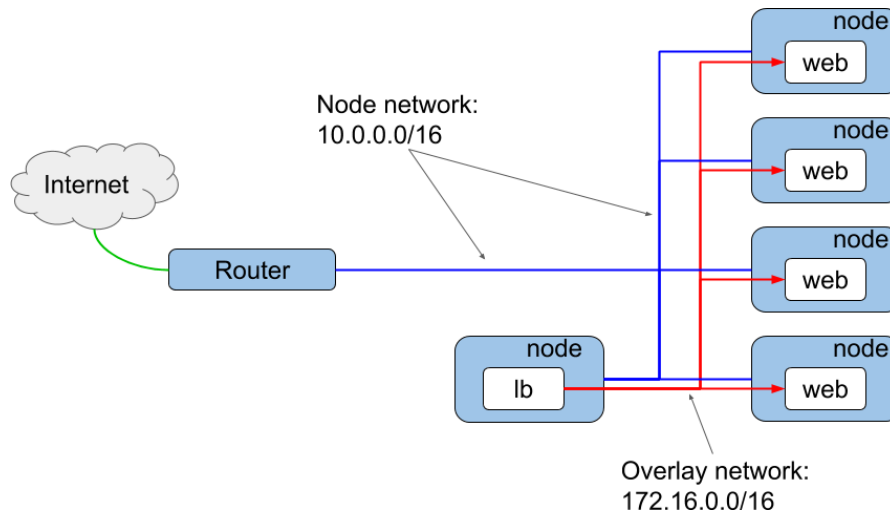 node
web
Node network:
10.0.0.0/16
node
web
Internet
node
Router
web
node
node
lb
web
Overlay network:
172.16.0.0/16